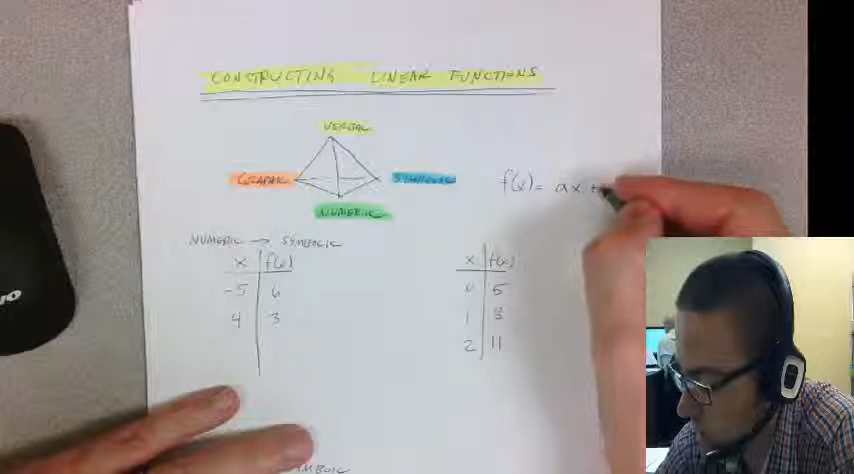 CONSTRUCTING LINEAR FUNCTIONS
VERBAL
GRAPHIC SYMBOLIC
NUMERIC
f(x) = ax +
NUMERIC → SYMBOLIC
x f(x)
-5 6
4 3
x f(x)
0 5
1 8
2 11